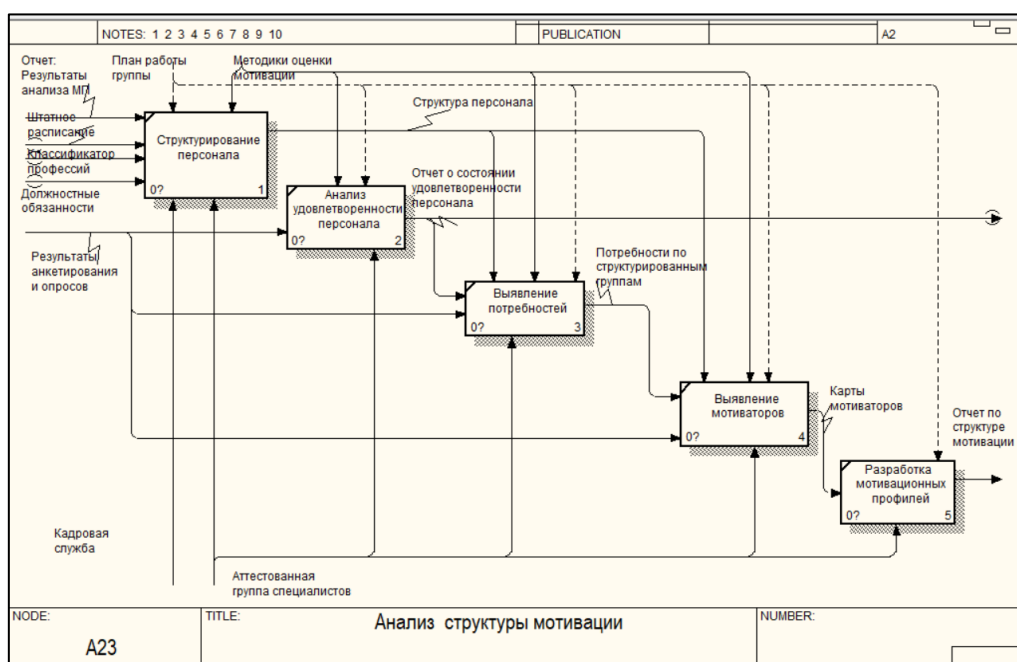 NOTES: 1 2 3 4 5 6 7 8 9 10
PUBLICATION
A2
Отчет:
Результаты
анализа МП
План работы
группы
Методики оценки
мотивации
Штатное
расписание
Классификатор
профессий
Должностные
обязанности
Структурирование
персонала
0? 1
Структура персонала
Анализ
удовлетворенности
персонала
0? 2
Отчет о состоянии
удовлетворенности
персонала
Результаты
анкетирования
и опросов
Выявление
потребностей
0? 3
Потребности по
структурированным
группам
Выявление
мотиваторов
0? 4
Карты
мотиваторов
Отчет по
структуре
мотивации
Разработка
мотивационных
профилей
0? 5
Кадровая
служба
Аттестованная
группа специалистов
NODE:
A23
TITLE:
Анализ структуры мотивации
NUMBER: